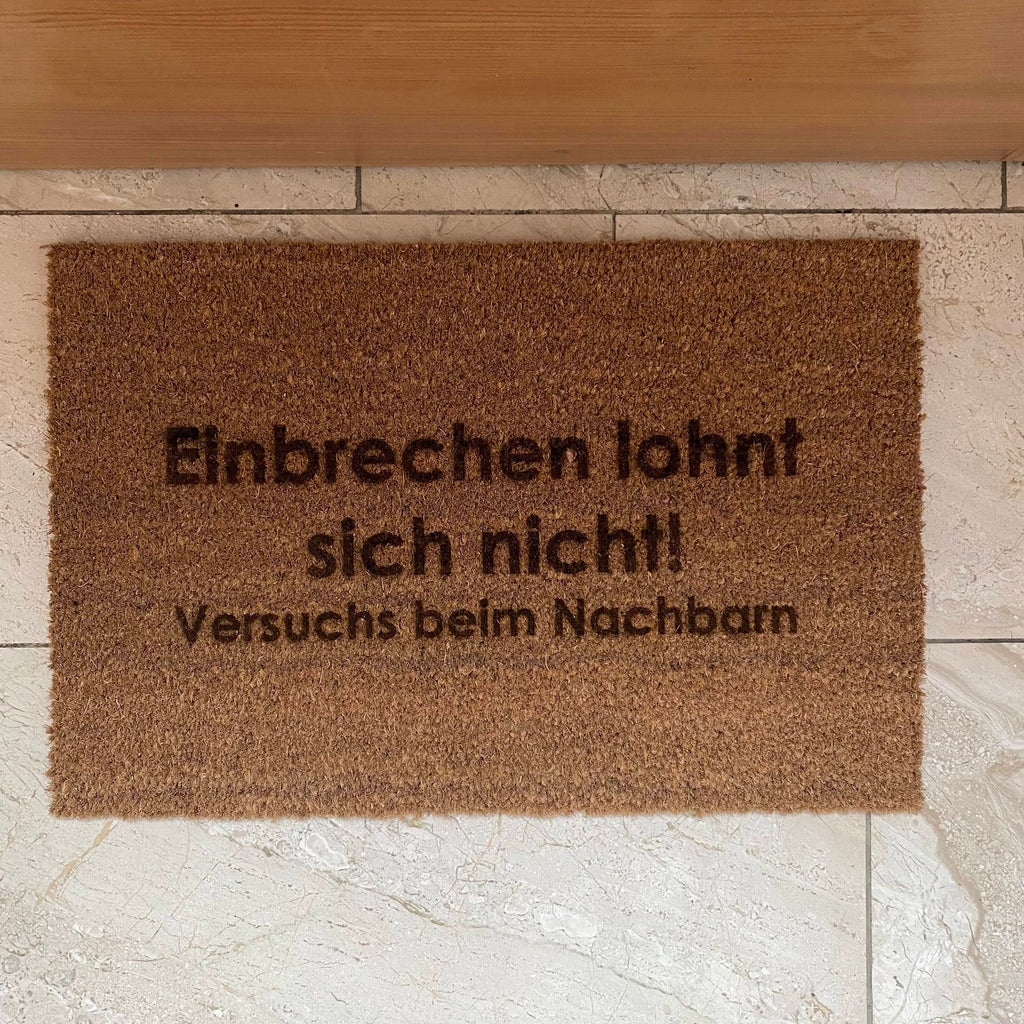 Einbrechen lohnt
sich nicht!
Versuchs beim Nachbarn